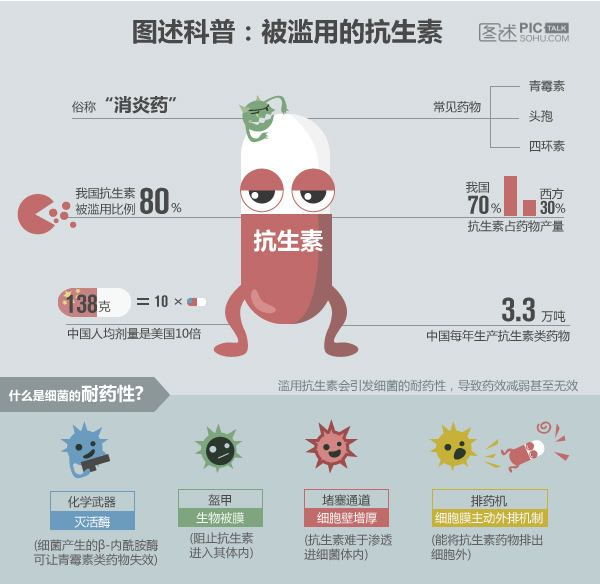 图述科普：被滥用的抗生素
图述 PIC TALK
SOHU.COM
俗称 “消炎药”
常见药物
青霉素
头孢
四环素
我国抗生素
被滥用比例 80%
我国
70%
西方
30%
抗生素占药物产量
抗生素
138克 = 10 ×
中国人均剂量是美国10倍
3.3 万吨
中国每年生产抗生素类药物
什么是细菌的耐药性?
滥用抗生素会引发细菌的耐药性，导致药效减弱甚至无效
化学武器
灭活酶
(细菌产生的β-内酰胺酶
可让青霉素类药物失效)
盔甲
生物被膜
(阻止抗生素
进入其体内)
堵塞通道
细胞壁增厚
(抗生素难于渗透
进细菌体内)
排药机
细胞膜主动外排机制
(能将抗生素药物排出
细胞外)